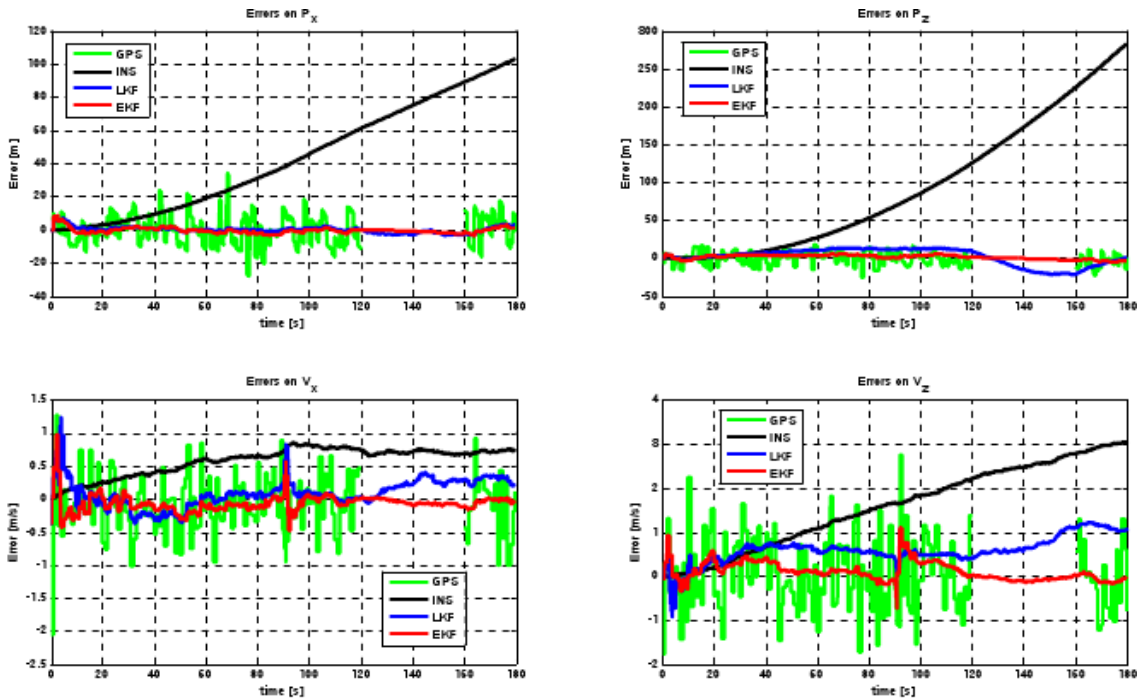 Errors on Px
120
100
80
60
40
20
0
-20
-40
Error [m]
GPS
INS
LKF
EKF
0 20 40 60 80 100 120 140 160 180
time [s]
Errors on Pz
300
250
200
150
100
50
0
-50
Error [m]
GPS
INS
LKF
EKF
0 20 40 60 80 100 120 140 160 180
time [s]
Errors on Vx
1.5
1
0.5
0
-0.5
-1
-1.5
-2
-2.5
Error [m/s]
GPS
INS
LKF
EKF
0 20 40 60 80 100 120 140 160 180
time [s]
Errors on Vz
4
3
2
1
0
-1
-2
Error [m/s]
GPS
INS
LKF
EKF
0 20 40 60 80 100 120 140 160 180
time [s]